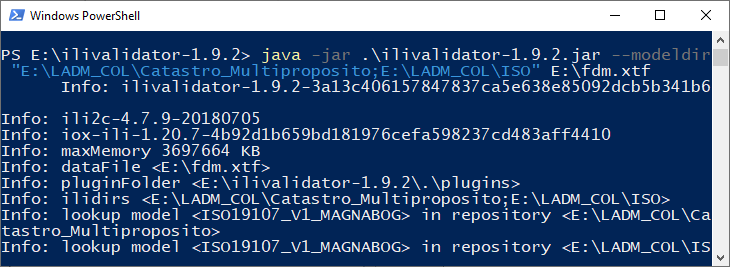 Windows PowerShell
PS E:\ilivalidator-1.9.2> java -jar .\ilivalidator-1.9.2.jar --modeldir
"E:\LADM_COL\Catastro_Multiproposito;E:\LADM_COL\ISO" E:\fdm.xtf
Info: ilivalidator-1.9.2-3a13c406157847837ca5e638e85092dcb5b341b6
Info: ili2c-4.7.9-20180705
Info: iox-ili-1.20.7-4b92d1b659bd181976cefa598237cd483aff4410
Info: maxMemory 3697664 KB
Info: dataFile <E:\fdm.xtf>
Info: pluginFolder <E:\ilivalidator-1.9.2\.\plugins>
Info: ilidirs <E:\LADM_COL\Catastro_Multiproposito;E:\LADM_COL\ISO>
Info: lookup model <ISO19107_V1_MAGNABOG> in repository <E:\LADM_COL\Ca
tastro_Multiproposito>
Info: lookup model <ISO19107_V1_MAGNABOG> in repository <E:\LADM_COL\IS